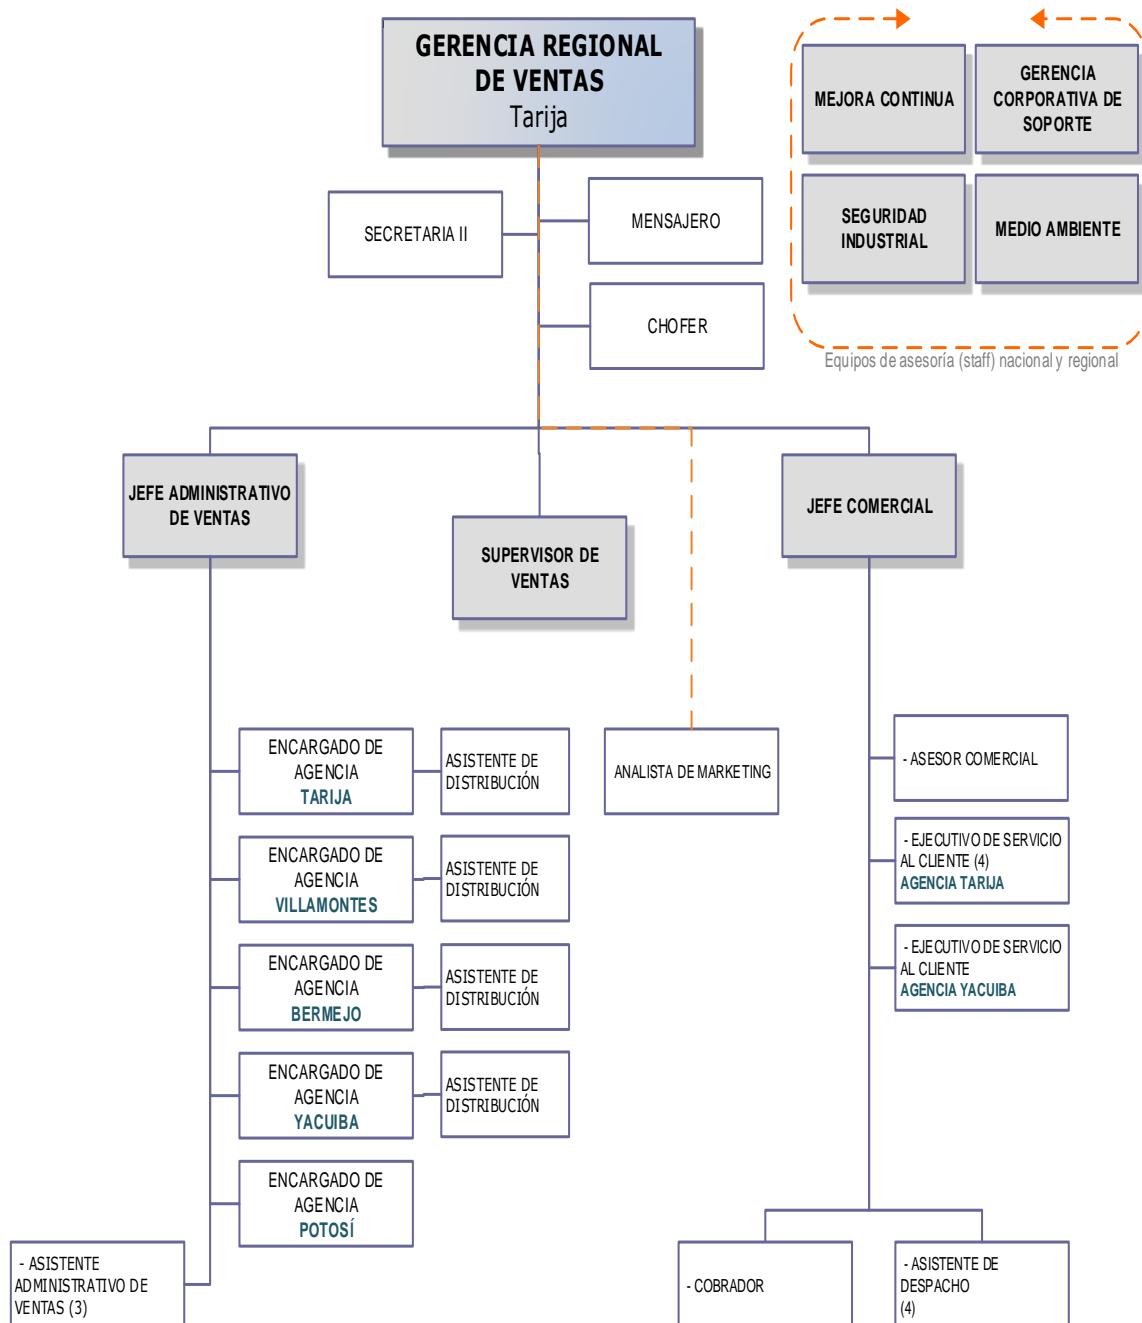 GERENCIA REGIONAL
DE VENTAS
Tarija
MEJORA CONTINUA
GERENCIA
CORPORATIVA DE
SOPORTE
SEGURIDAD
INDUSTRIAL
MEDIO AMBIENTE
Equipos de asesoría (staff) nacional y regional
SECRETARIA II
MENSAJERO
CHOFER
JEFE ADMINISTRATIVO
DE VENTAS
SUPERVISOR DE
VENTAS
JEFE COMERCIAL
ENCARGADO DE
AGENCIA
TARIJA
ASISTENTE DE
DISTRIBUCIÓN
ENCARGADO DE
AGENCIA
VILLAMONTES
ASISTENTE DE
DISTRIBUCIÓN
ENCARGADO DE
AGENCIA
BERMEJO
ASISTENTE DE
DISTRIBUCIÓN
ENCARGADO DE
AGENCIA
YACUIBA
ASISTENTE DE
DISTRIBUCIÓN
ENCARGADO DE
AGENCIA
POTOSÍ
- ASISTENTE
ADMINISTRATIVO DE
VENTAS (3)
ANALISTA DE MARKETING
- ASESOR COMERCIAL
- EJECUTIVO DE SERVICIO
AL CLIENTE (4)
AGENCIA TARIJA
- EJECUTIVO DE SERVICIO
AL CLIENTE
AGENCIA YACUIBA
- COBRADOR
- ASISTENTE DE
DESPACHO
(4)